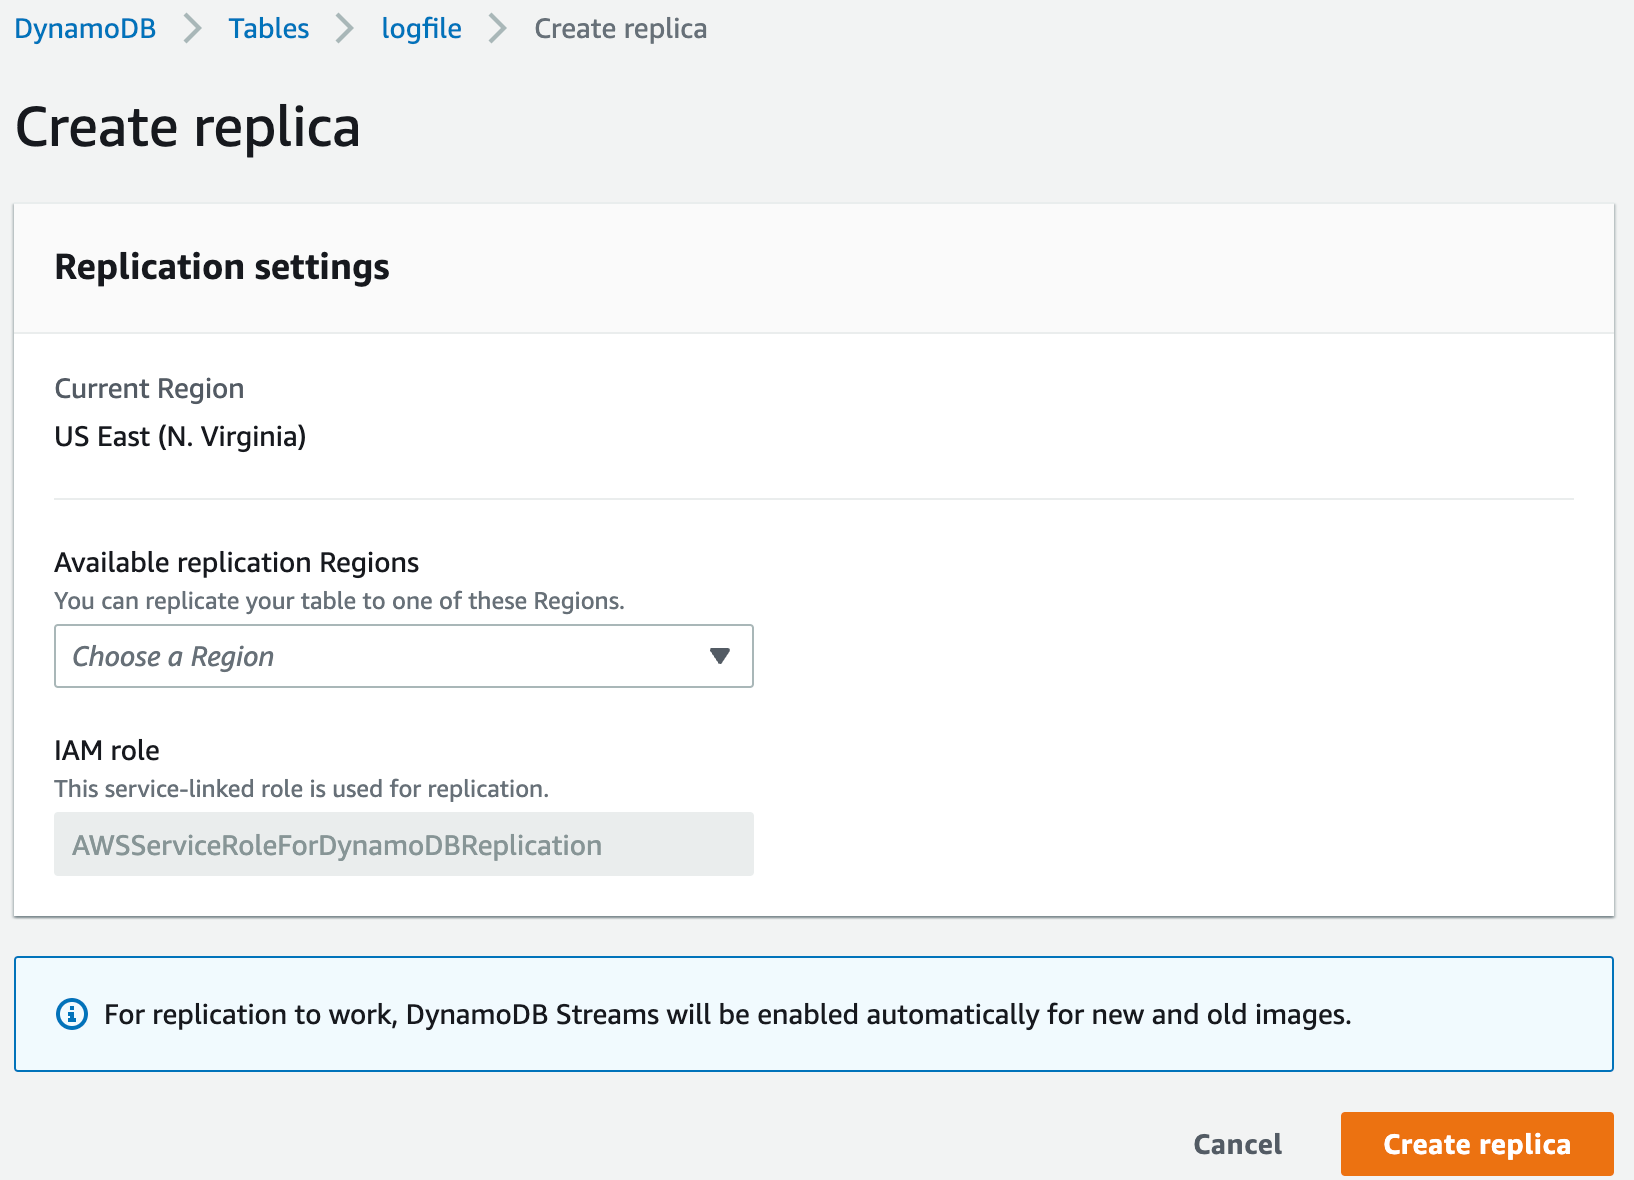 DynamoDB Tables logfile Create replica
Create replica
Replication settings
Current Region
US East (N. Virginia)
Available replication Regions
You can replicate your table to one of these Regions.
Choose a Region
IAM role
This service-linked role is used for replication.
AWSServiceRoleForDynamoDBReplication
For replication to work, DynamoDB Streams will be enabled automatically for new and old images.
Cancel Create replica